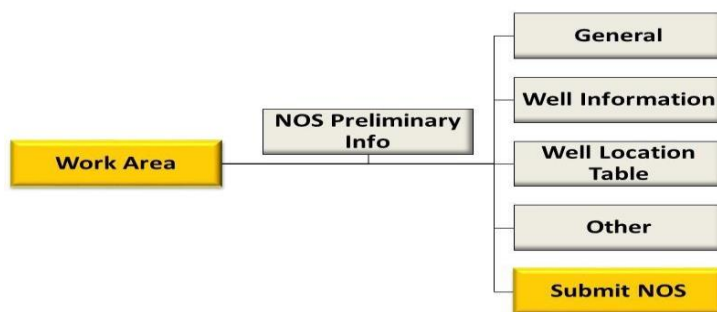 General
Well Information
NOS Preliminary
Info
Work Area
Well Location
Table
Other
Submit NOS